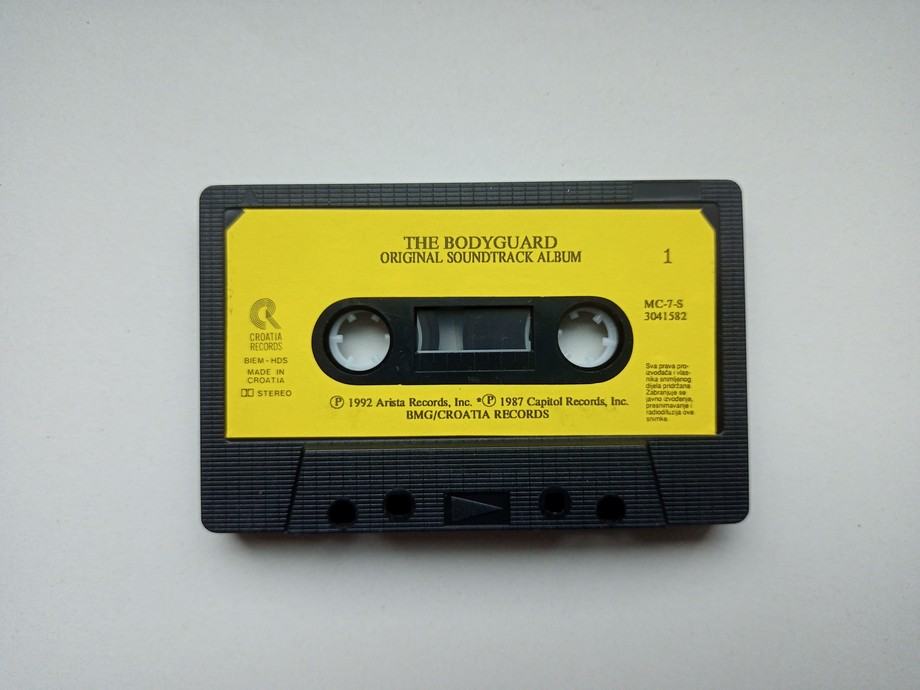 THE BODYGUARD
ORIGINAL SOUNDTRACK ALBUM
1
MC-7-S
3041582
CROATIA
RECORDS
BIEM - HDS
MADE IN
CROATIA
STEREO
Sva prava pro-
izvođača i vlas-
nika snimljenog
dijela pridržana.
Zabranjuje se
javno izvođenje,
presnimavanje i
radiodifuzija ove
snimke.
Ⓟ 1992 Arista Records, Inc. *Ⓟ 1987 Capitol Records, Inc.
BMG/CROATIA RECORDS